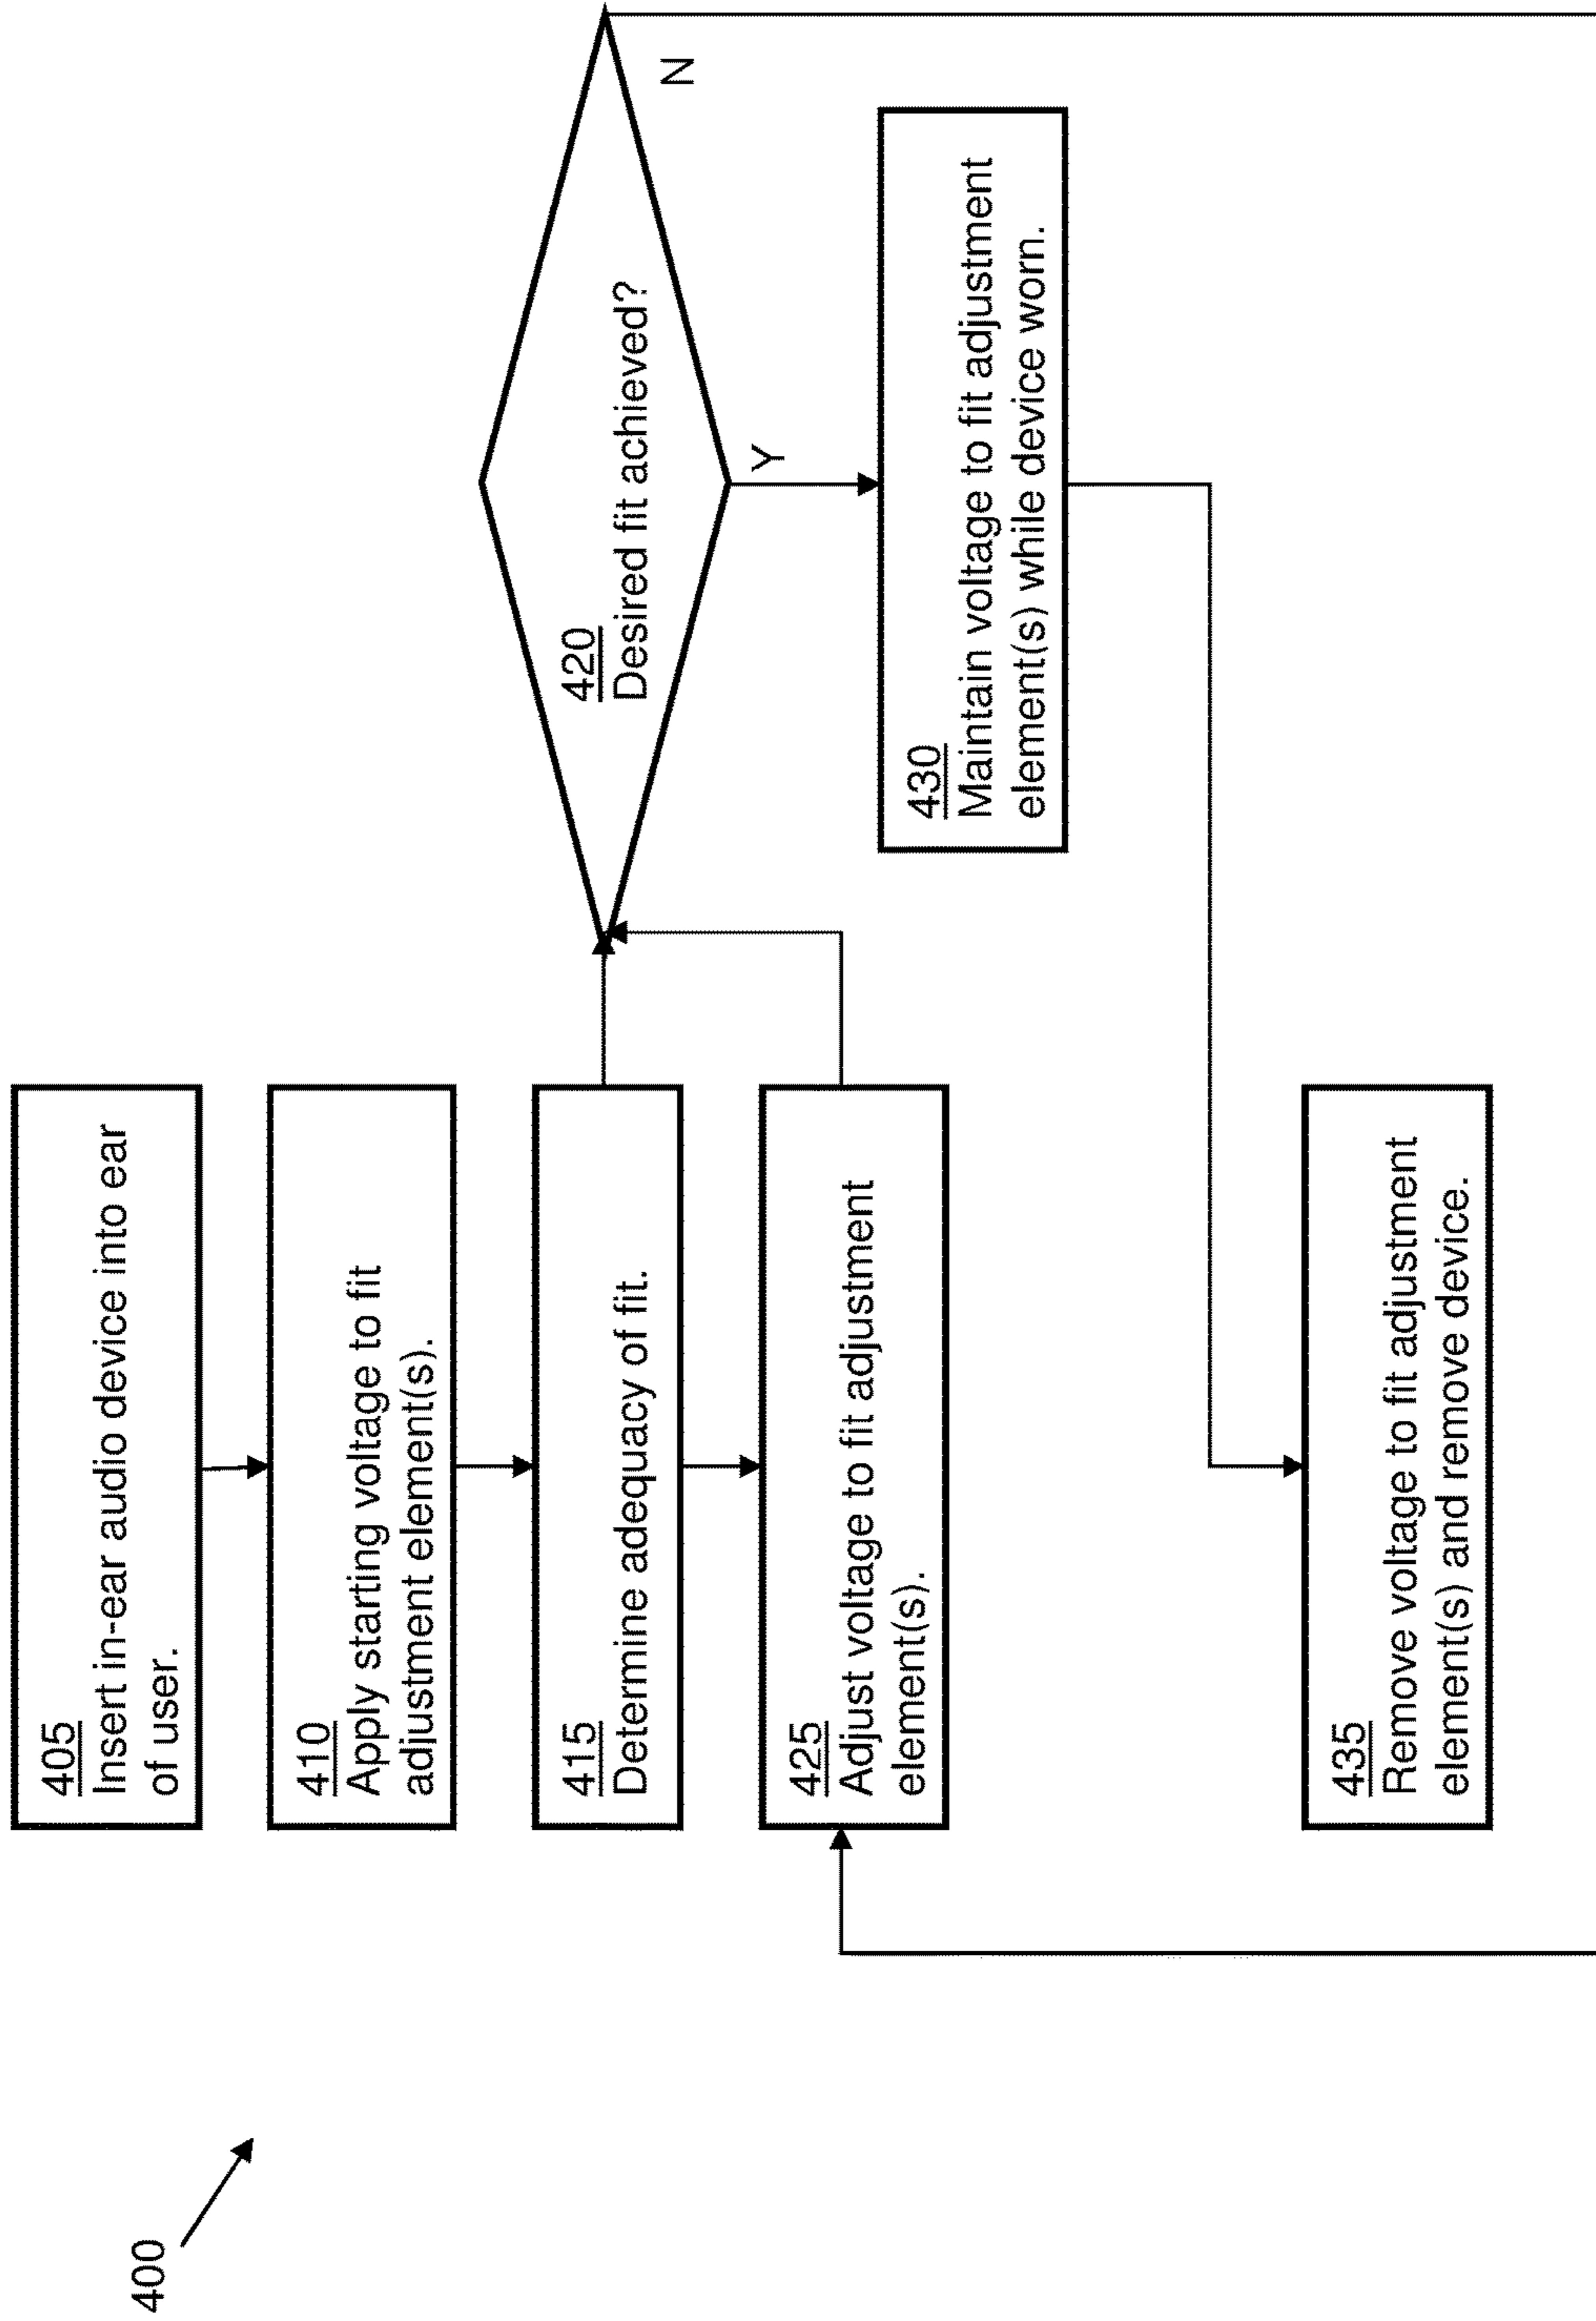 400
405
Insert in-ear audio device into ear
of user.
410
Apply starting voltage to fit
adjustment element(s).
415
Determine adequacy of fit.
420
Desired fit achieved?
N
Y
425
Adjust voltage to fit adjustment
element(s).
430
Maintain voltage to fit adjustment
element(s) while device worn.
435
Remove voltage to fit adjustment
element(s) and remove device.